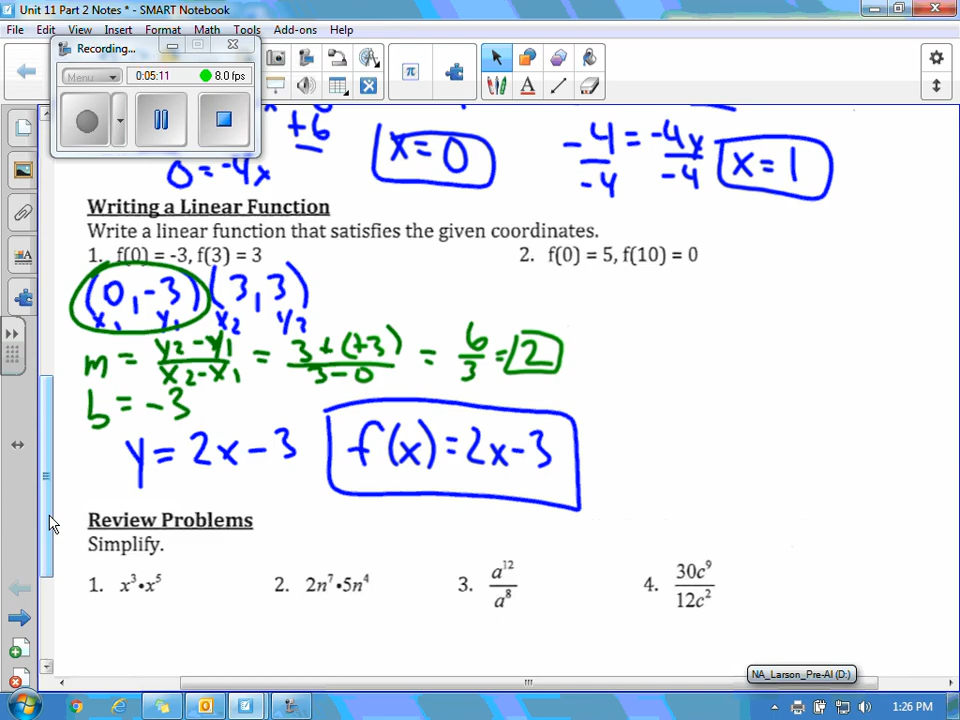 Unit 11 Part 2 Notes * - SMART Notebook
File Edit View Insert Format Math Tools Add-ons Help
Recording...
Menu 0:05:11 8.0 fps
+6
0 = -4x
x = 0
-4 = -4x
-4 -4
x = 1
Writing a Linear Function
Write a linear function that satisfies the given coordinates.
1. f(0) = -3, f(3) = 3
2. f(0) = 5, f(10) = 0
(0, -3) (3, 3)
x₁ y₁ x₂ y₂
m = (y₂ - y₁)/(x₂ - x₁) = (3 + (+3))/(3 - 0) = 6/3 = 2
b = -3
y = 2x - 3
f(x) = 2x - 3
Review Problems
Simplify.
1. x³•x⁵
2. 2n⁷•5n⁴
3. a¹²/a⁸
4. 30c⁹/12c²
NA_Larson_Pre-Al (D:)
1:26 PM